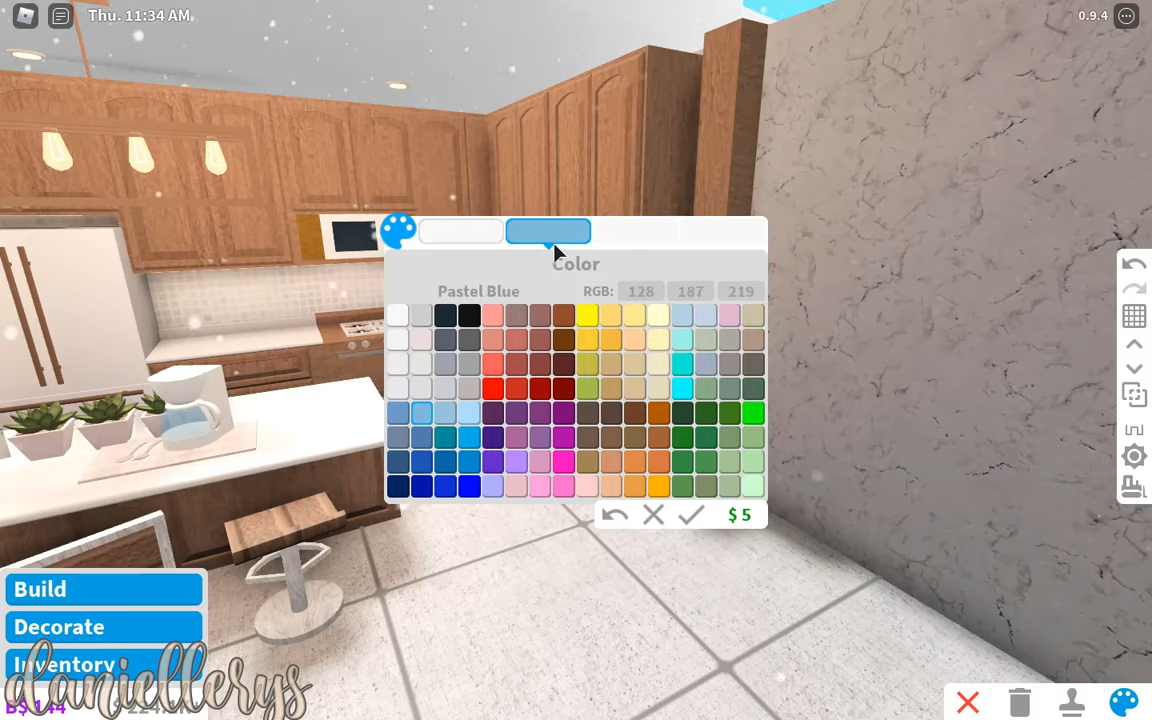 Thu. 11:34 AM
0.9.4
Color
Pastel Blue RGB: 128 187 219
$ 5
Build
Decorate
Inventory
daniellerys
B$ 144